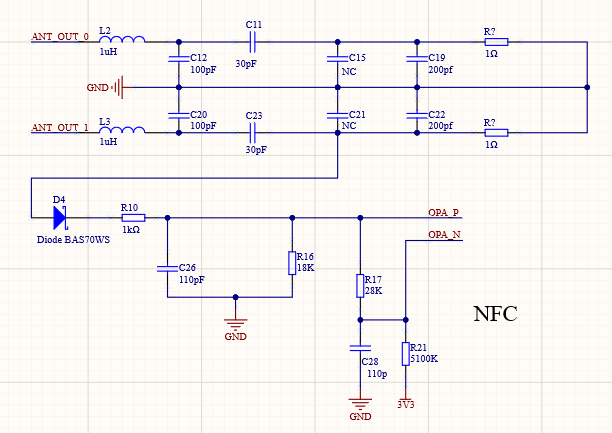 L2
ANT_OUT_0
1uH
C11
30pF
R?
1Ω
C12
100pF
C15
NC
C19
200pf
GND
C20
100pF
C21
NC
C22
200pf
L3
ANT_OUT_1
1uH
C23
30pF
R?
1Ω
D4
Diode BAS70WS
R10
1kΩ
OPA_P
OPA_N
C26
110pF
R16
18K
R17
28K
NFC
GND
C28
110p
R21
5100K
GND
3V3